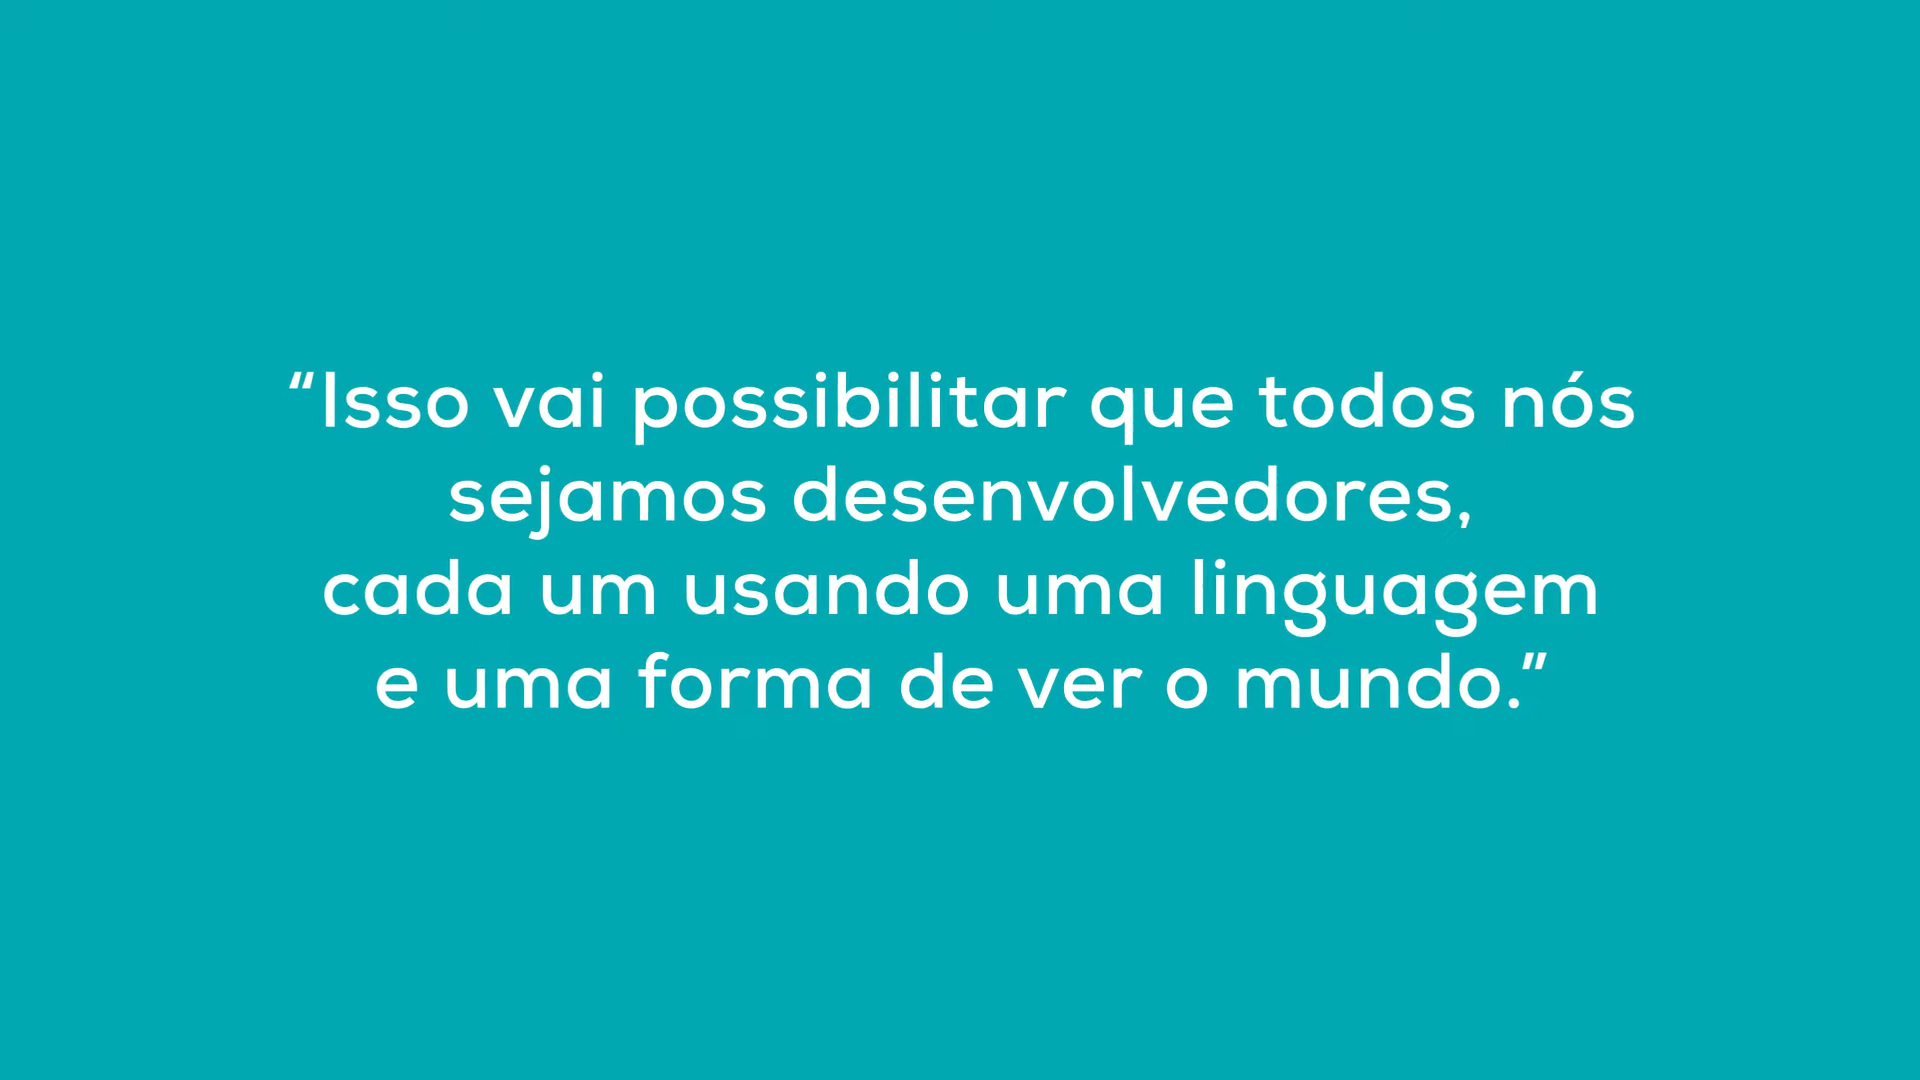 “Isso vai possibilitar que todos nós
sejamos desenvolvedores,
cada um usando uma linguagem
e uma forma de ver o mundo.”